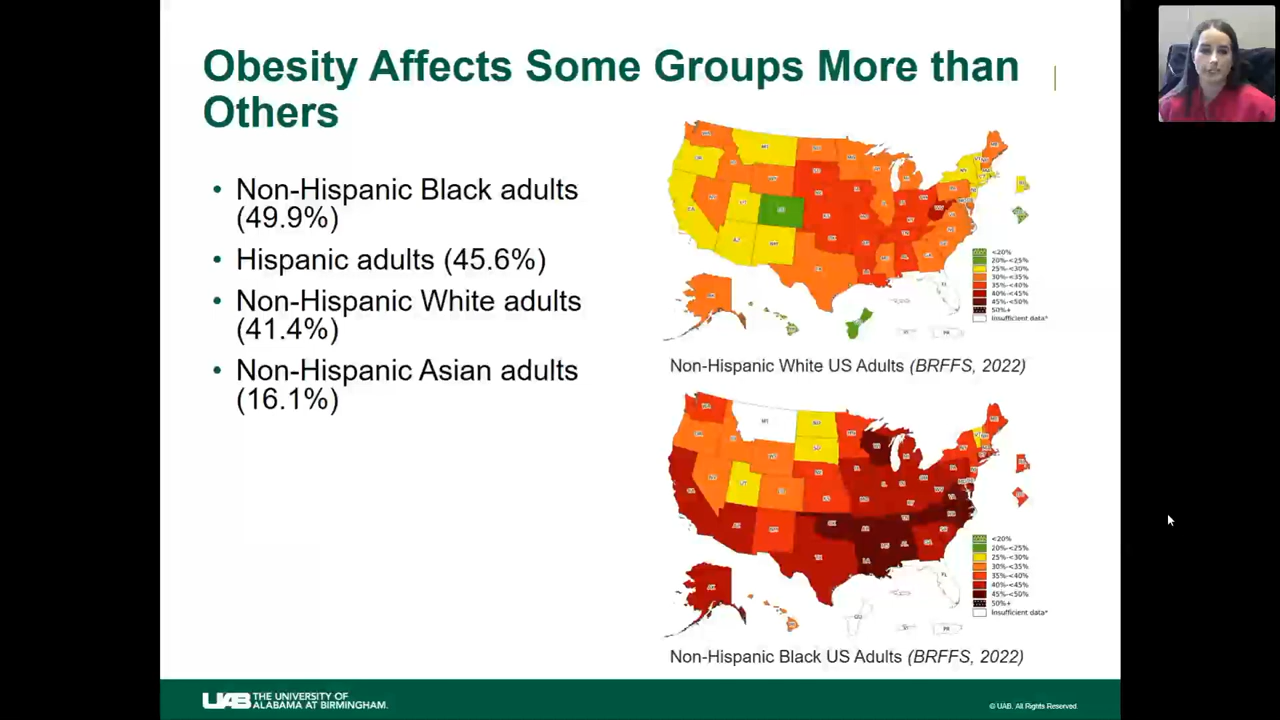 Obesity Affects Some Groups More than
Others
• Non-Hispanic Black adults
(49.9%)
• Hispanic adults (45.6%)
• Non-Hispanic White adults
(41.4%)
• Non-Hispanic Asian adults
(16.1%)
<20%
20%-<25%
25%-<30%
30%-<35%
35%-<40%
40%-<45%
45%-<50%
50%+
Insufficient data*
Non-Hispanic White US Adults (BRFFS, 2022)
<20%
20%-<25%
25%-<30%
30%-<35%
35%-<40%
40%-<45%
45%-<50%
50%+
Insufficient data*
Non-Hispanic Black US Adults (BRFFS, 2022)
UAB THE UNIVERSITY OF
ALABAMA AT BIRMINGHAM.
© UAB. All Rights Reserved.